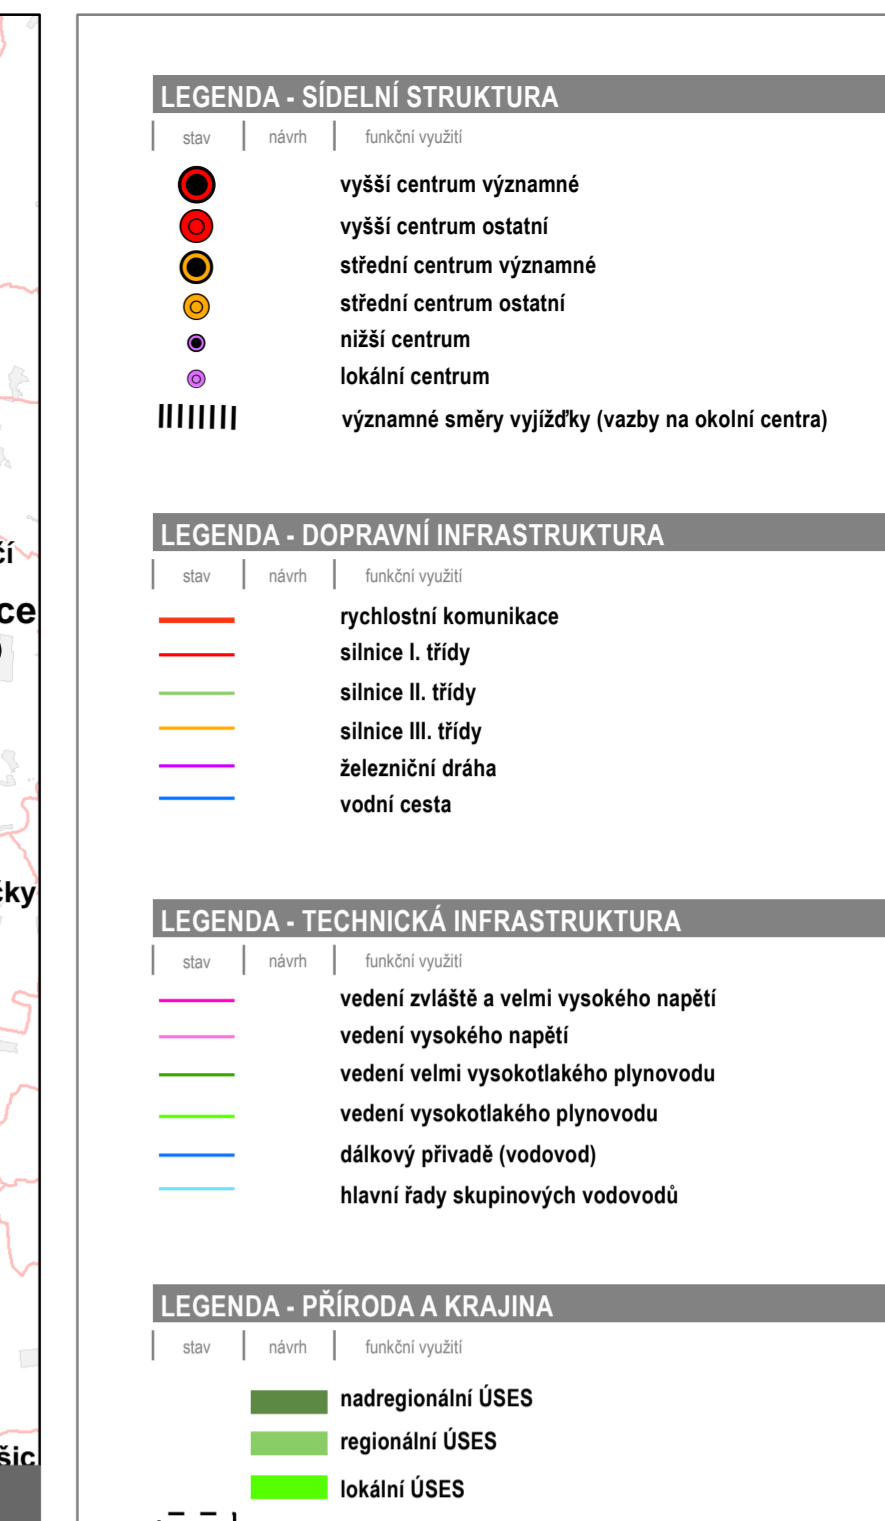 LEGENDA - SÍDELNÍ STRUKTURA
stav návrh funkční využití
vyšší centrum významné
vyšší centrum ostatní
střední centrum významné
střední centrum ostatní
nižší centrum
lokální centrum
významné směry vyjížďky (vazby na okolní centra)
LEGENDA - DOPRAVNÍ INFRASTRUKTURA
stav návrh funkční využití
rychlostní komunikace
silnice I. třídy
silnice II. třídy
silnice III. třídy
železniční dráha
vodní cesta
LEGENDA - TECHNICKÁ INFRASTRUKTURA
stav návrh funkční využití
vedení zvláště a velmi vysokého napětí
vedení vysokého napětí
vedení velmi vysokotlakého plynovodu
vedení vysokotlakého plynovodu
dálkový přivadě (vodovod)
hlavní řady skupinových vodovodů
LEGENDA - PŘÍRODA A KRAJINA
stav návrh funkční využití
nadregionální ÚSES
regionální ÚSES
lokální ÚSES